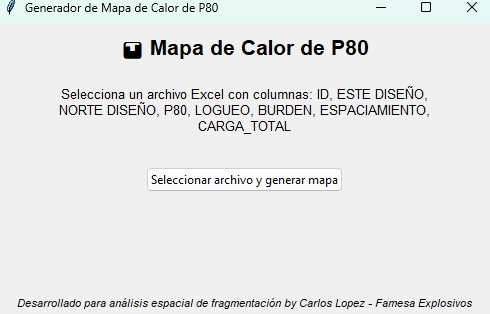 Generador de Mapa de Calor de P80
Mapa de Calor de P80
Selecciona un archivo Excel con columnas: ID, ESTE DISEÑO,
NORTE DISEÑO, P80, LOGUEO, BURDEN, ESPACIAMIENTO,
CARGA_TOTAL
Seleccionar archivo y generar mapa
Desarrollado para análisis espacial de fragmentación by Carlos Lopez - Famesa Explosivos